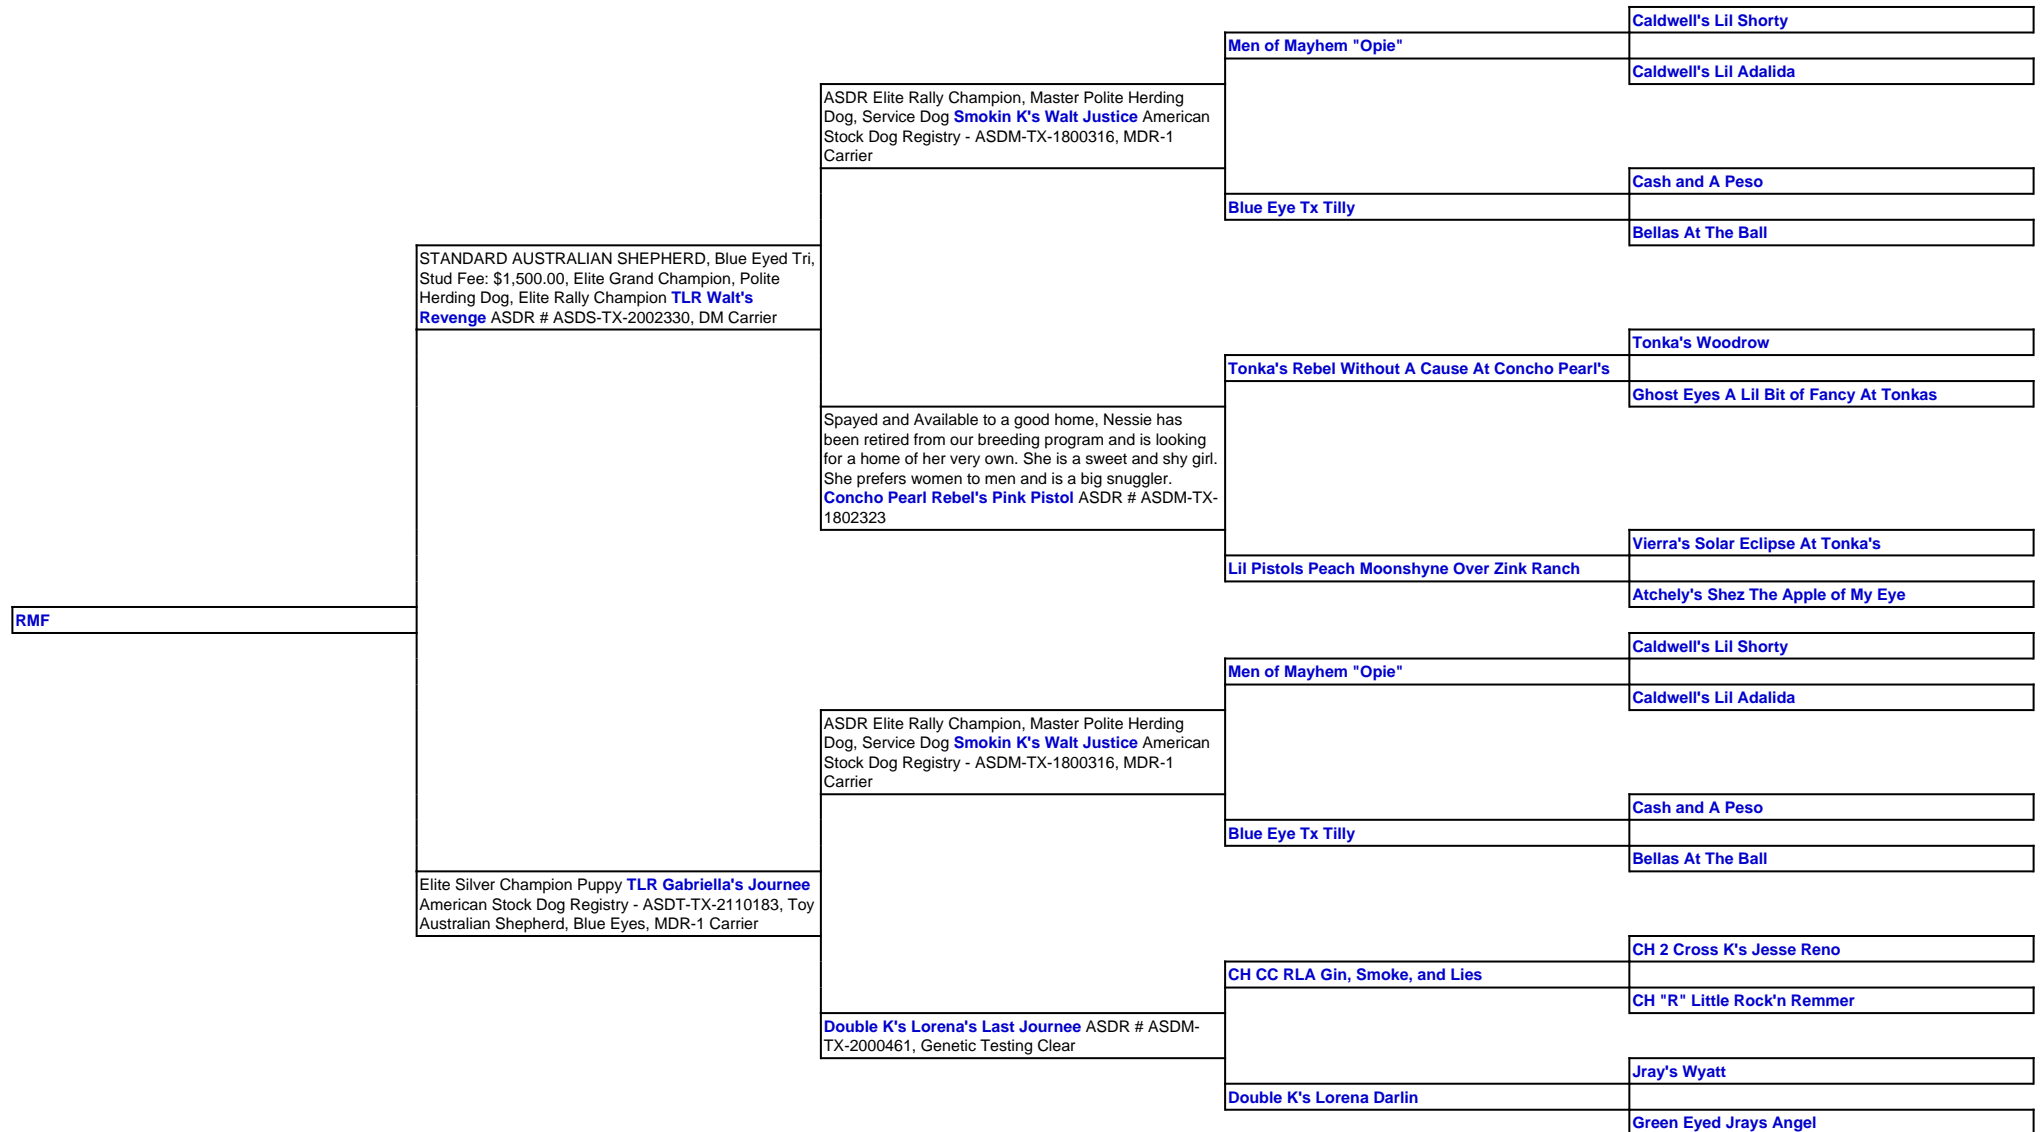 Caldwell's Lil Shorty
Men of Mayhem "Opie"
Caldwell's Lil Adalida
ASDR Elite Rally Champion, Master Polite Herding
Dog, Service Dog Smokin K's Walt Justice American
Stock Dog Registry - ASDM-TX-1800316, MDR-1
Carrier
Cash and A Peso
Blue Eye Tx Tilly
Bellas At The Ball
STANDARD AUSTRALIAN SHEPHERD, Blue Eyed Tri,
Stud Fee: $1,500.00, Elite Grand Champion, Polite
Herding Dog, Elite Rally Champion TLR Walt's
Revenge ASDR # ASDS-TX-2002330, DM Carrier
Tonka's Woodrow
Tonka's Rebel Without A Cause At Concho Pearl's
Ghost Eyes A Lil Bit of Fancy At Tonkas
Spayed and Available to a good home, Nessie has
been retired from our breeding program and is looking
for a home of her very own. She is a sweet and shy girl.
She prefers women to men and is a big snuggler.
Concho Pearl Rebel's Pink Pistol ASDR # ASDM-TX-
1802323
Vierra's Solar Eclipse At Tonka's
Lil Pistols Peach Moonshyne Over Zink Ranch
Atchely's Shez The Apple of My Eye
RMF
Caldwell's Lil Shorty
Men of Mayhem "Opie"
Caldwell's Lil Adalida
ASDR Elite Rally Champion, Master Polite Herding
Dog, Service Dog Smokin K's Walt Justice American
Stock Dog Registry - ASDM-TX-1800316, MDR-1
Carrier
Cash and A Peso
Blue Eye Tx Tilly
Bellas At The Ball
Elite Silver Champion Puppy TLR Gabriella's Journee
American Stock Dog Registry - ASDT-TX-2110183, Toy
Australian Shepherd, Blue Eyes, MDR-1 Carrier
CH 2 Cross K's Jesse Reno
CH CC RLA Gin, Smoke, and Lies
CH "R" Little Rock'n Remmer
Double K's Lorena's Last Journee ASDR # ASDM-
TX-2000461, Genetic Testing Clear
Jray's Wyatt
Double K's Lorena Darlin
Green Eyed Jrays Angel